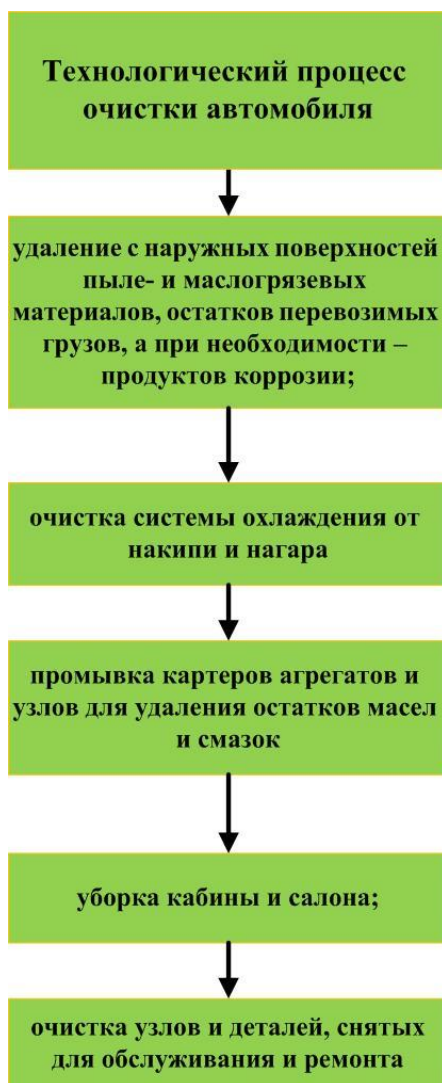 Технологический процесс
очистки автомобиля
удаление с наружных поверхностей
пыле- и маслогрязевых
материалов, остатков перевозимых
грузов, а при необходимости –
продуктов коррозии;
очистка системы охлаждения от
накипи и нагара
промывка картеров агрегатов и
узлов для удаления остатков масел
и смазок
уборка кабины и салона;
очистка узлов и деталей, снятых
для обслуживания и ремонта